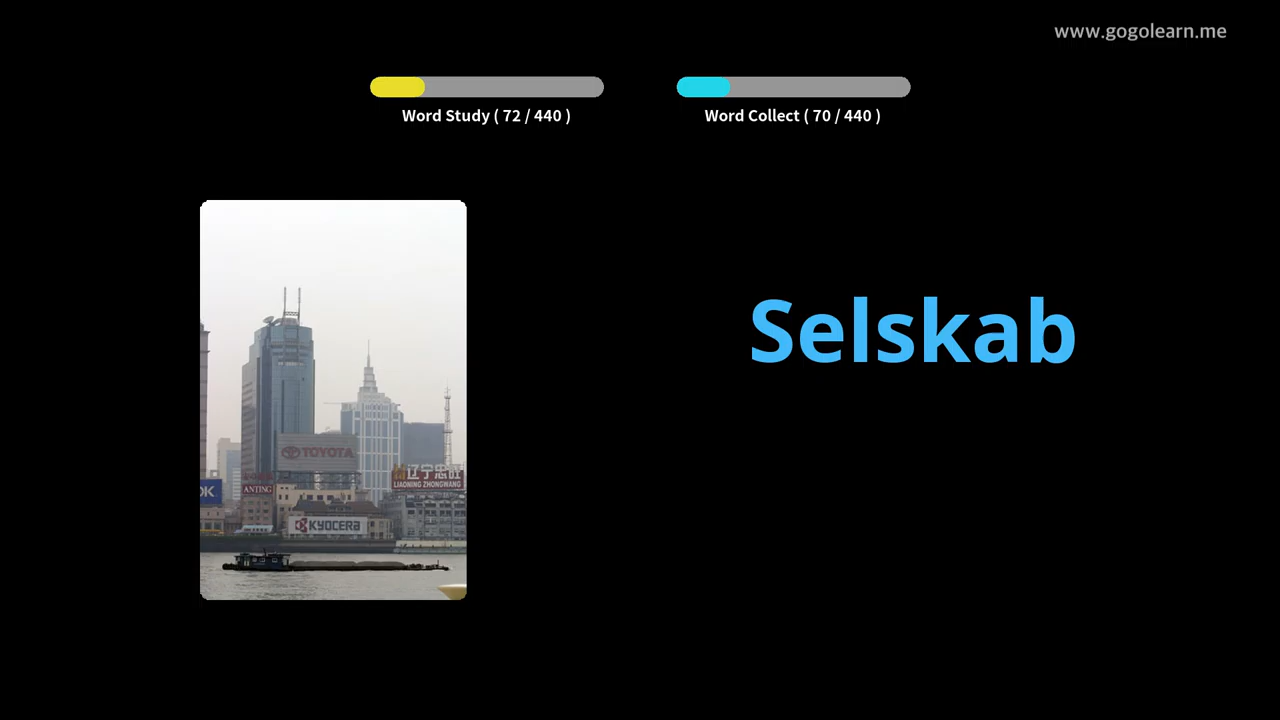 www.gogolearn.me
Word Study ( 72 / 440 )
Word Collect ( 70 / 440 )
Selskab
TOYOTA
辽宁忠旺
LIAONING ZHONGWANG
OK
ANTING
KYOCERA